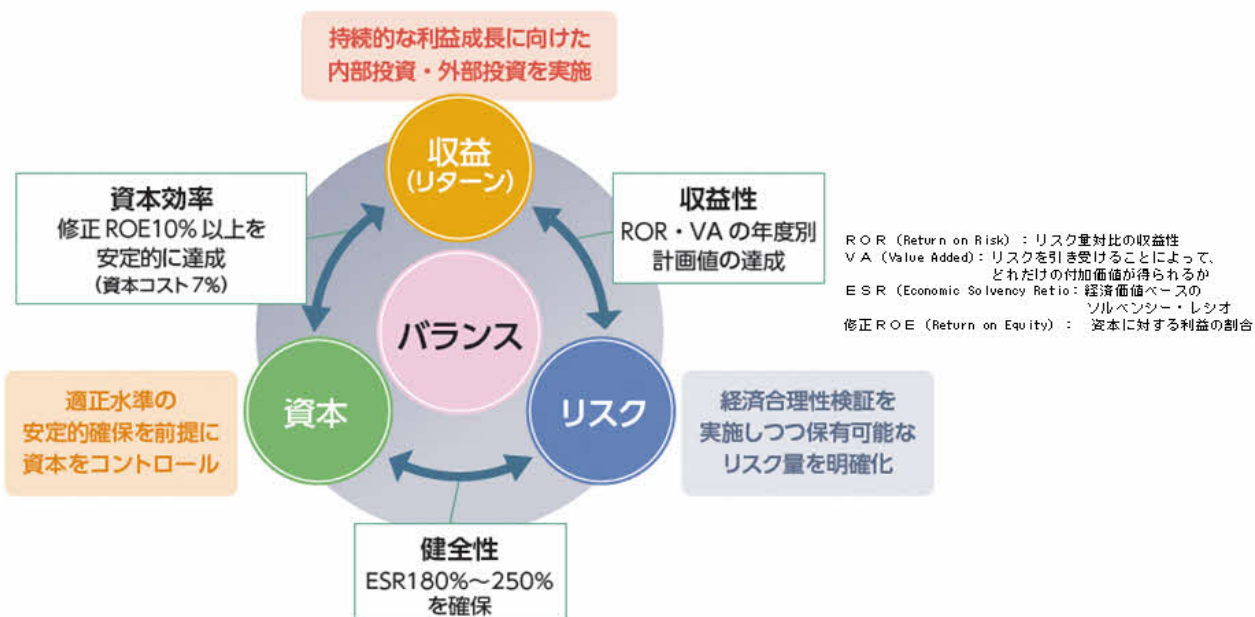 持続的な利益成長に向けた
内部投資・外部投資を実施
収益
(リターン)
資本効率
修正ROE10%以上を
安定的に達成
(資本コスト7%)
収益性
ROR・VAの年度別
計画値の達成
ROR (Return on Risk) : リスク量対比の収益性
VA (Value Added): リスクを引き受けることによって、
どれだけの付加価値が得られるか
ESR (Economic Solvency Retio: 経済価値ベースの
ソルベンシー・レシオ
修正ROE (Return on Equity) : 資本に対する利益の割合
バランス
資本
リスク
適正水準の
安定的確保を前提に
資本をコントロール
経済合理性検証を
実施しつつ保有可能な
リスク量を明確化
健全性
ESR180%～250%
を確保